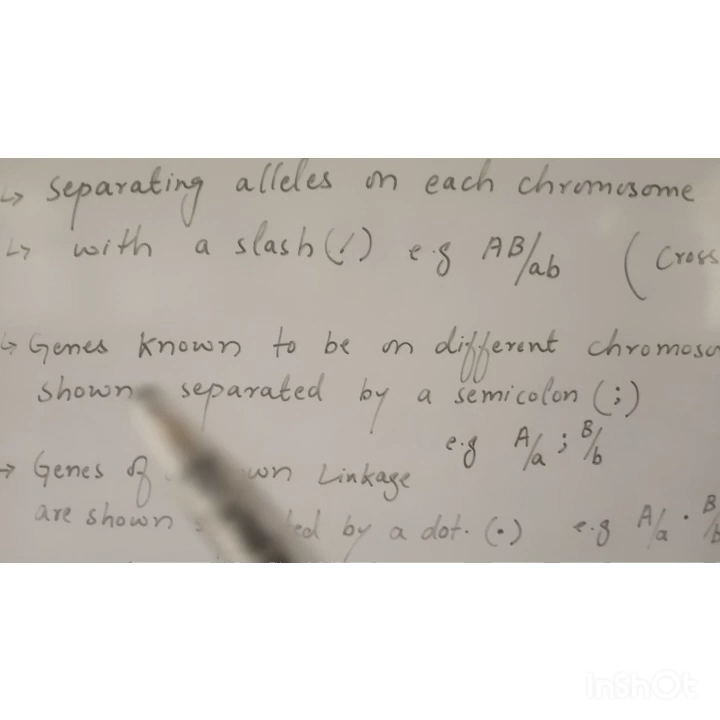 ↳ Separating alleles on each chromosome
↳ with a slash (/) e.g AB/ab (Cross
↳ Genes known to be on different chromoso
shown separated by a semicolon (;)
e.g A/a ; B/b
→ Genes of Linkage
are shown by a dot. (•) e.g A/a • B/b
InShOt